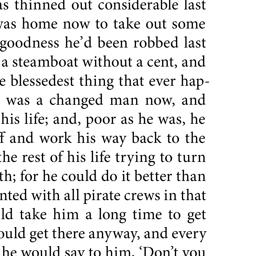 as thinned out considerable last
was home now to take out some
goodness he’d been robbed last
a steamboat without a cent, and
e blessedest thing that ever hap-
was a changed man now, and
his life; and, poor as he was, he
ff and work his way back to the
he rest of his life trying to turn
th; for he could do it better than
nted with all pirate crews in that
ld take him a long time to get
ould get there anyway, and every
he would say to him, ‘Don’t you